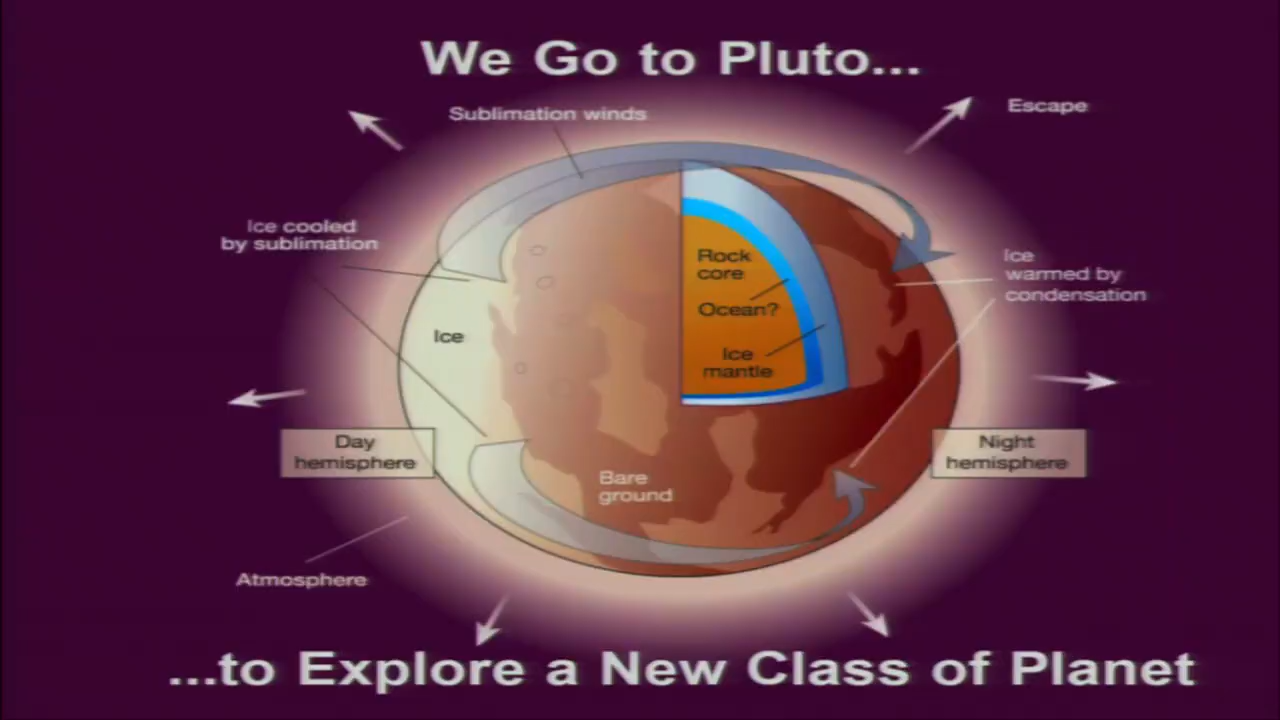 We Go to Pluto...
Sublimation winds
Escape
Ice cooled
by sublimation
Ice
warmed by
condensation
Rock
core
Ocean?
Ice
mantle
Ice
Day
hemisphere
Night
hemisphere
Bare
ground
Atmosphere
...to Explore a New Class of Planet